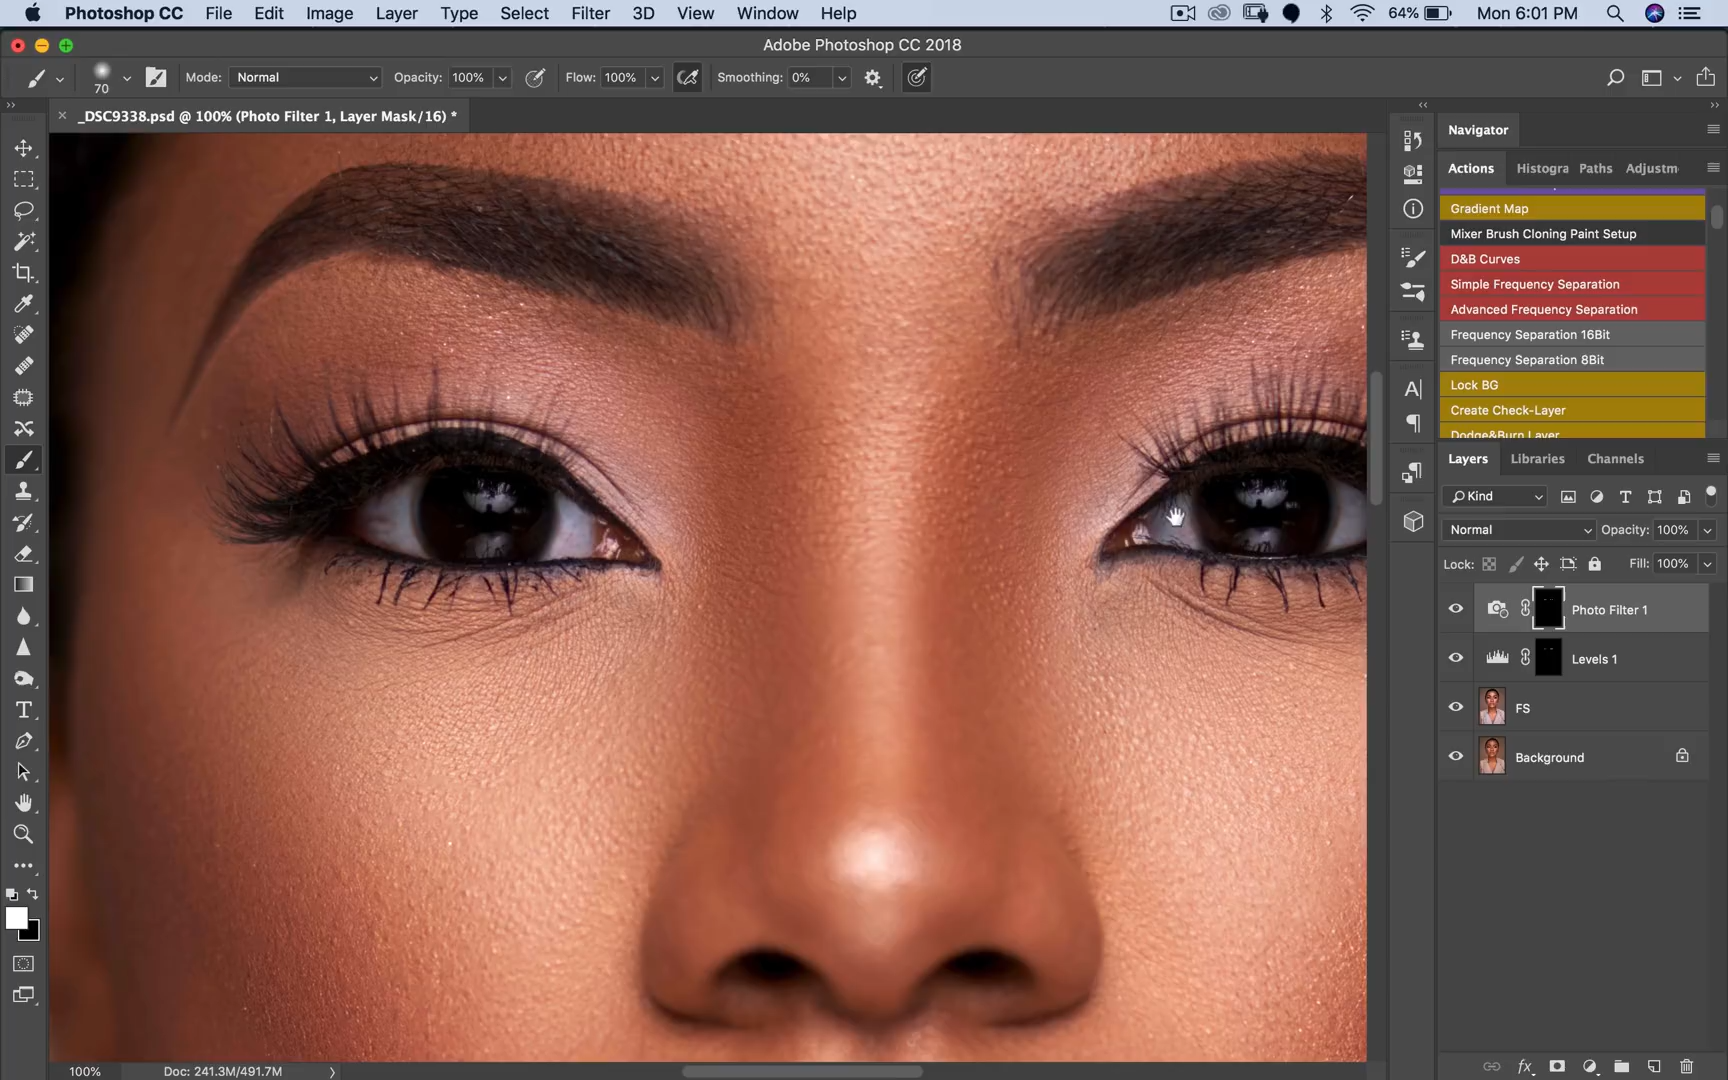 Photoshop CC File Edit Image Layer Type Select Filter 3D View Window Help 64% Mon 6:01 PM
Adobe Photoshop CC 2018
70 Mode: Normal Opacity: 100% Flow: 100% Smoothing: 0%
_DSC9338.psd @ 100% (Photo Filter 1, Layer Mask/16) *
Navigator
Actions Histogra Paths Adjustm
Gradient Map
Mixer Brush Cloning Paint Setup
D&B Curves
Simple Frequency Separation
Advanced Frequency Separation
Frequency Separation 16Bit
Frequency Separation 8Bit
Lock BG
Create Check-Layer
Dodge&Burn Layer
Layers Libraries Channels
Kind
Normal Opacity: 100%
Lock: Fill: 100%
Photo Filter 1
Levels 1
FS
Background
100% Doc: 241.3M/491.7M